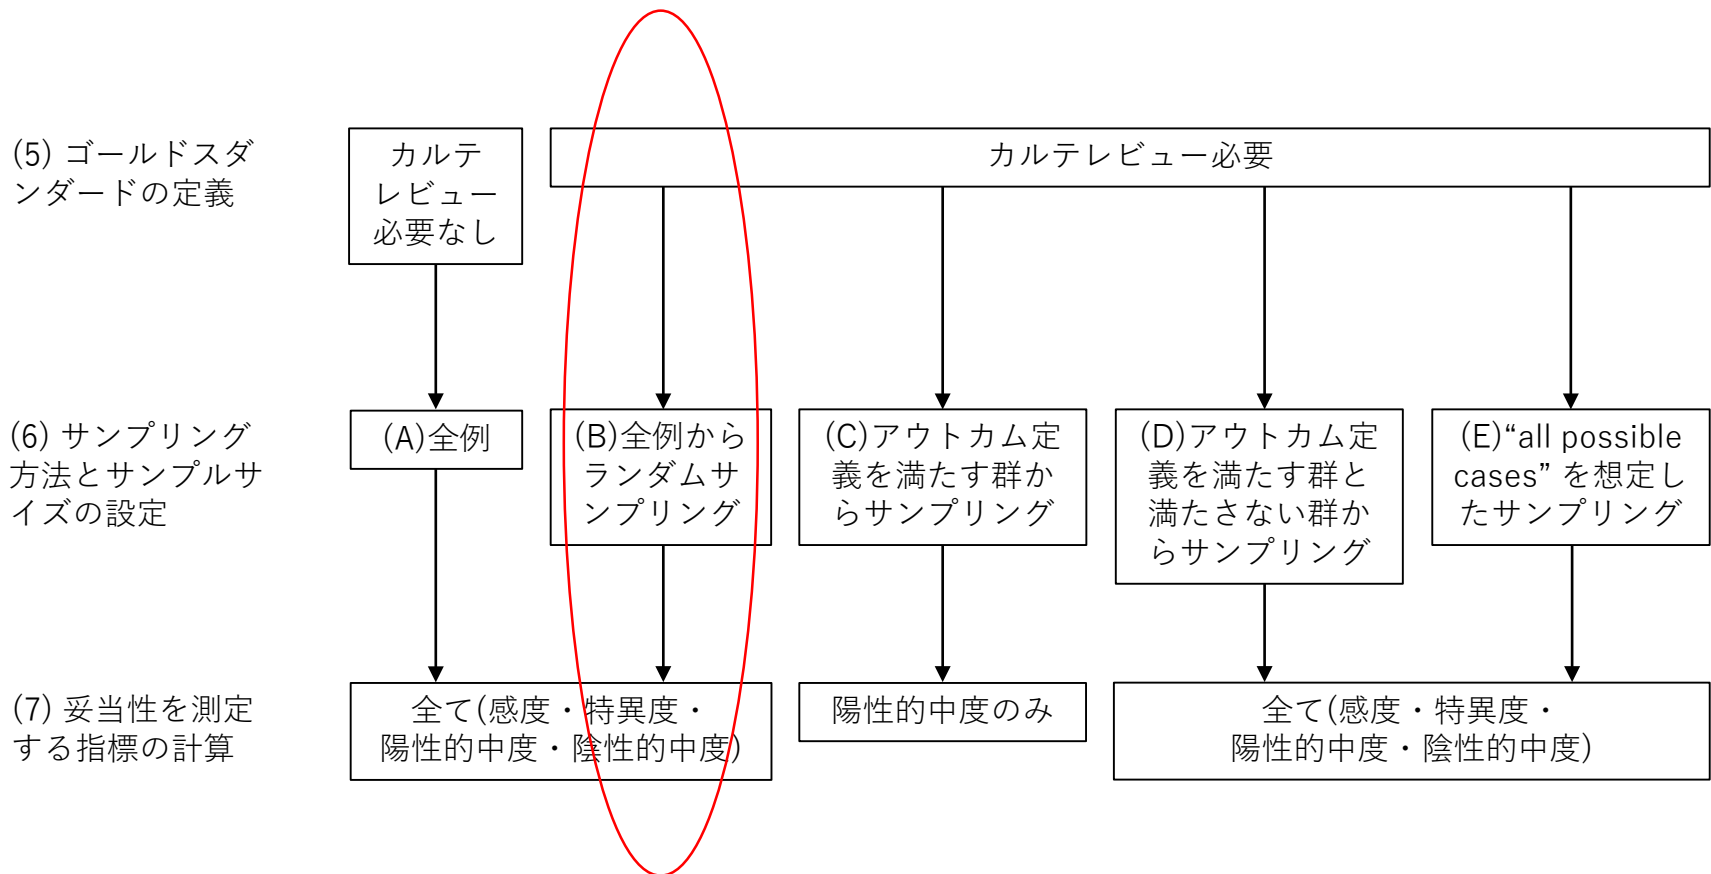 (5) ゴールドスダ
ンダードの定義
カルテ
レビュー
必要なし
カルテレビュー必要
(6) サンプリング
方法とサンプルサ
イズの設定
(A)全例
(B)全例から
ランダムサ
ンプリング
(C)アウトカム定
義を満たす群か
らサンプリング
(D)アウトカム定
義を満たす群と
満たさない群か
らサンプリング
(E)“all possible
cases” を想定し
たサンプリング
(7) 妥当性を測定
する指標の計算
全て(感度・特異度・
陽性的中度・陰性的中度)
陽性的中度のみ
全て(感度・特異度・
陽性的中度・陰性的中度)